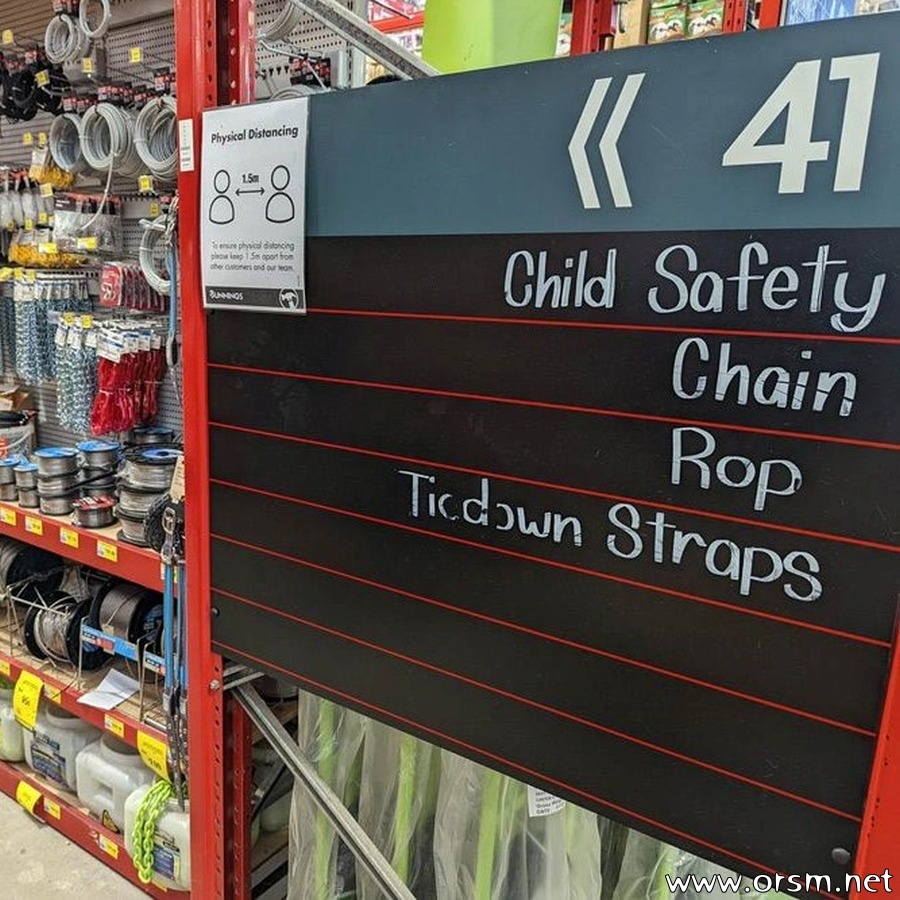 41
Physical Distancing
1.5m
To ensure physical distancing
please keep 1.5m apart from
other customers and our team.
BUNNINGS
Child Safety
Chain
Rop
Ticdown Straps
www.orsm.net